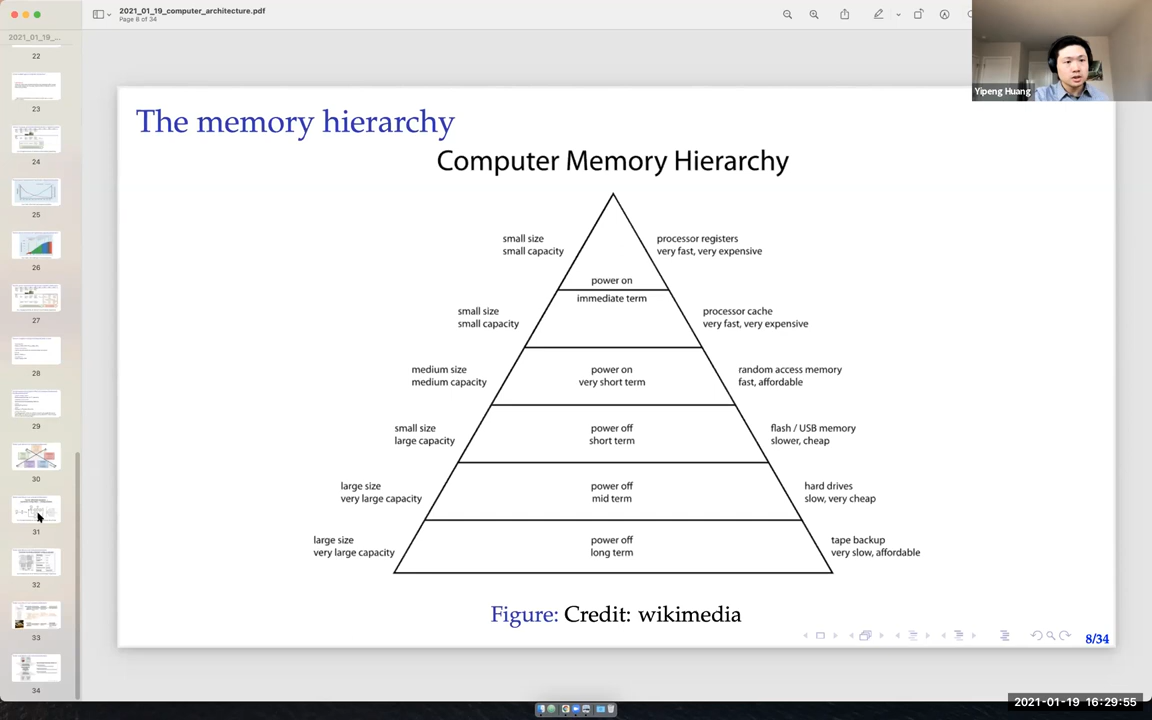 2021_01_19_computer_architecture.pdf
Page 8 of 34
2021_01_19_...
22
23
24
25
26
27
28
29
30
31
32
33
34
Yipeng Huang
The memory hierarchy
Computer Memory Hierarchy
small size
small capacity
processor registers
very fast, very expensive
power on
immediate term
small size
small capacity
processor cache
very fast, very expensive
medium size
medium capacity
power on
very short term
random access memory
fast, affordable
small size
large capacity
power off
short term
flash / USB memory
slower, cheap
large size
very large capacity
power off
mid term
hard drives
slow, very cheap
large size
very large capacity
power off
long term
tape backup
very slow, affordable
Figure: Credit: wikimedia
8/34
2021-01-19 16:29:55